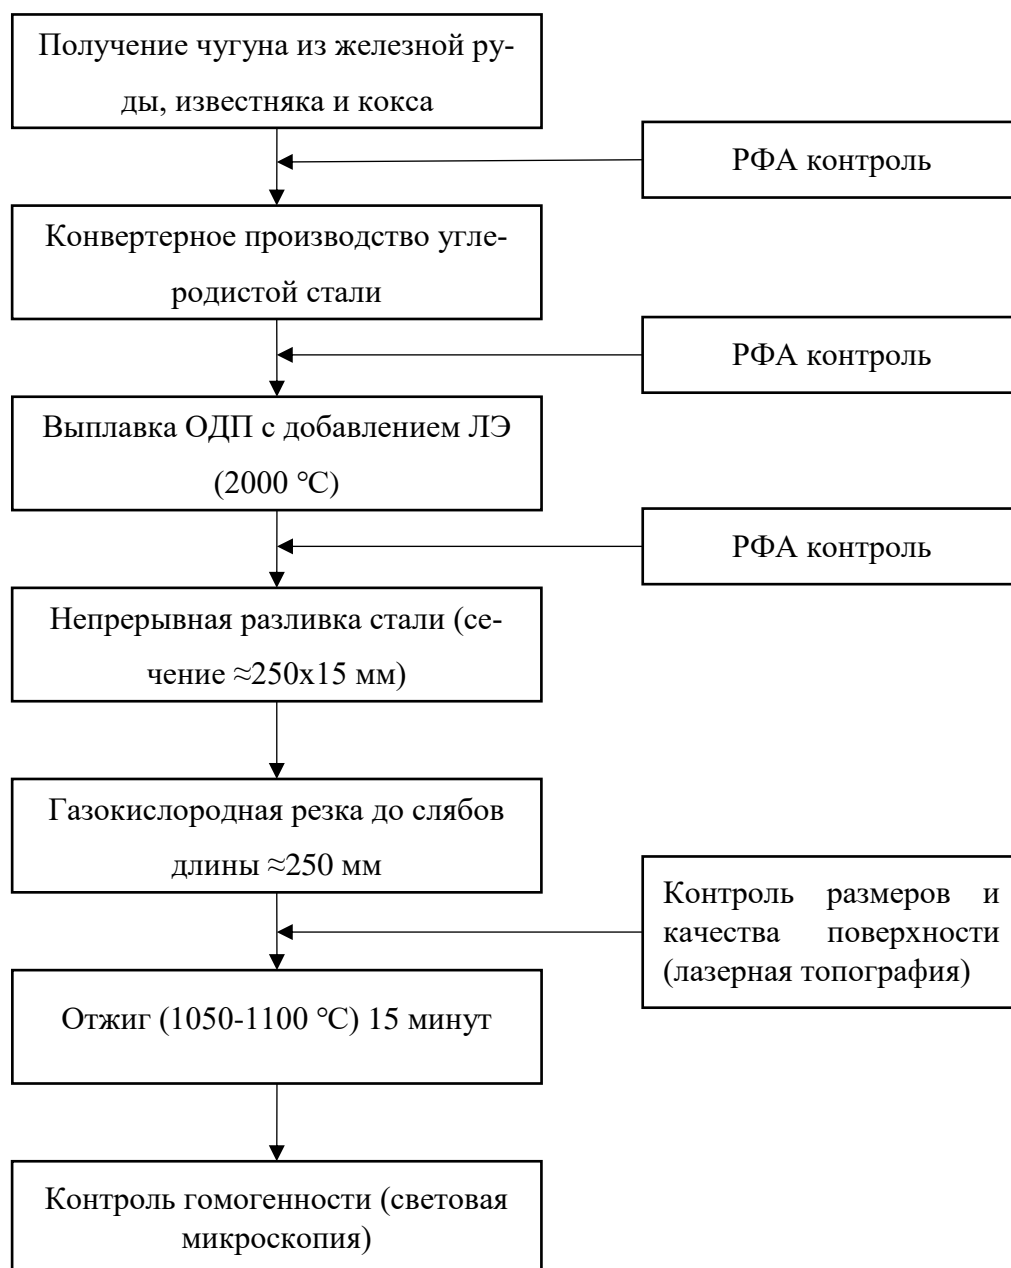 Получение чугуна из железной ру-
ды, известняка и кокса
РФА контроль
Конвертерное производство угле-
родистой стали
РФА контроль
Выплавка ОДП с добавлением ЛЭ
(2000 ℃)
РФА контроль
Непрерывная разливка стали (се-
чение ≈250х15 мм)
Газокислородная резка до слябов
длины ≈250 мм
Контроль размеров и
качества поверхности
(лазерная топография)
Отжиг (1050-1100 ℃) 15 минут
Контроль гомогенности (световая
микроскопия)